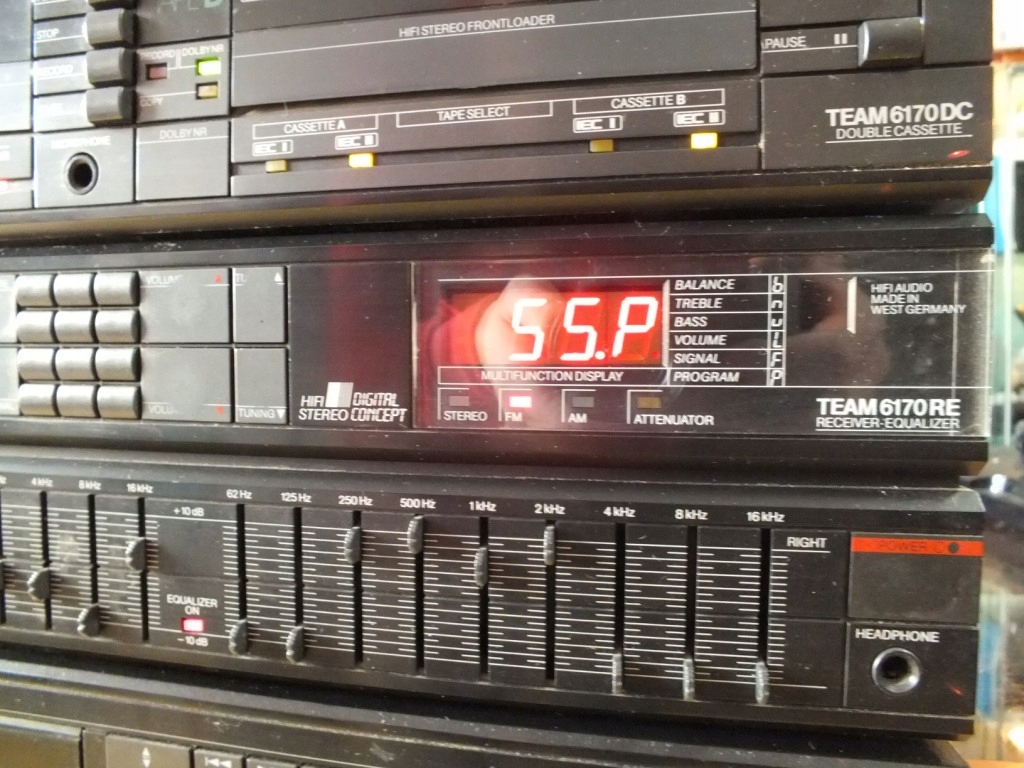 HIFI STEREO FRONTLOADER
STOP
RECORD DOLBY NR
RECORD
COPY
PAUSE
CASSETTE A TAPE SELECT CASSETTE B
IEC I IEC II IEC I IEC II
TEAM 6170 DC
DOUBLE CASSETTE
DOLBY NR
VOLU
VOLU
TUNING
HIFI DIGITAL
STEREO CONCEPT
55.P
MULTIFUNCTION DISPLAY
BALANCE b
TREBLE n
BASS u
VOLUME L
SIGNAL F
PROGRAM P
HIFI AUDIO
MADE IN
WEST GERMANY
STEREO FM AM ATTENUATOR
TEAM 6170 RE
RECEIVER-EQUALIZER
4 kHz 8 kHz 16 kHz 62 Hz 125 Hz 250 Hz 500 Hz 1 kHz 2 kHz 4 kHz 8 kHz 16 kHz
+10 dB
RIGHT
POWER
EQUALIZER
ON
-10 dB
HEADPHONE